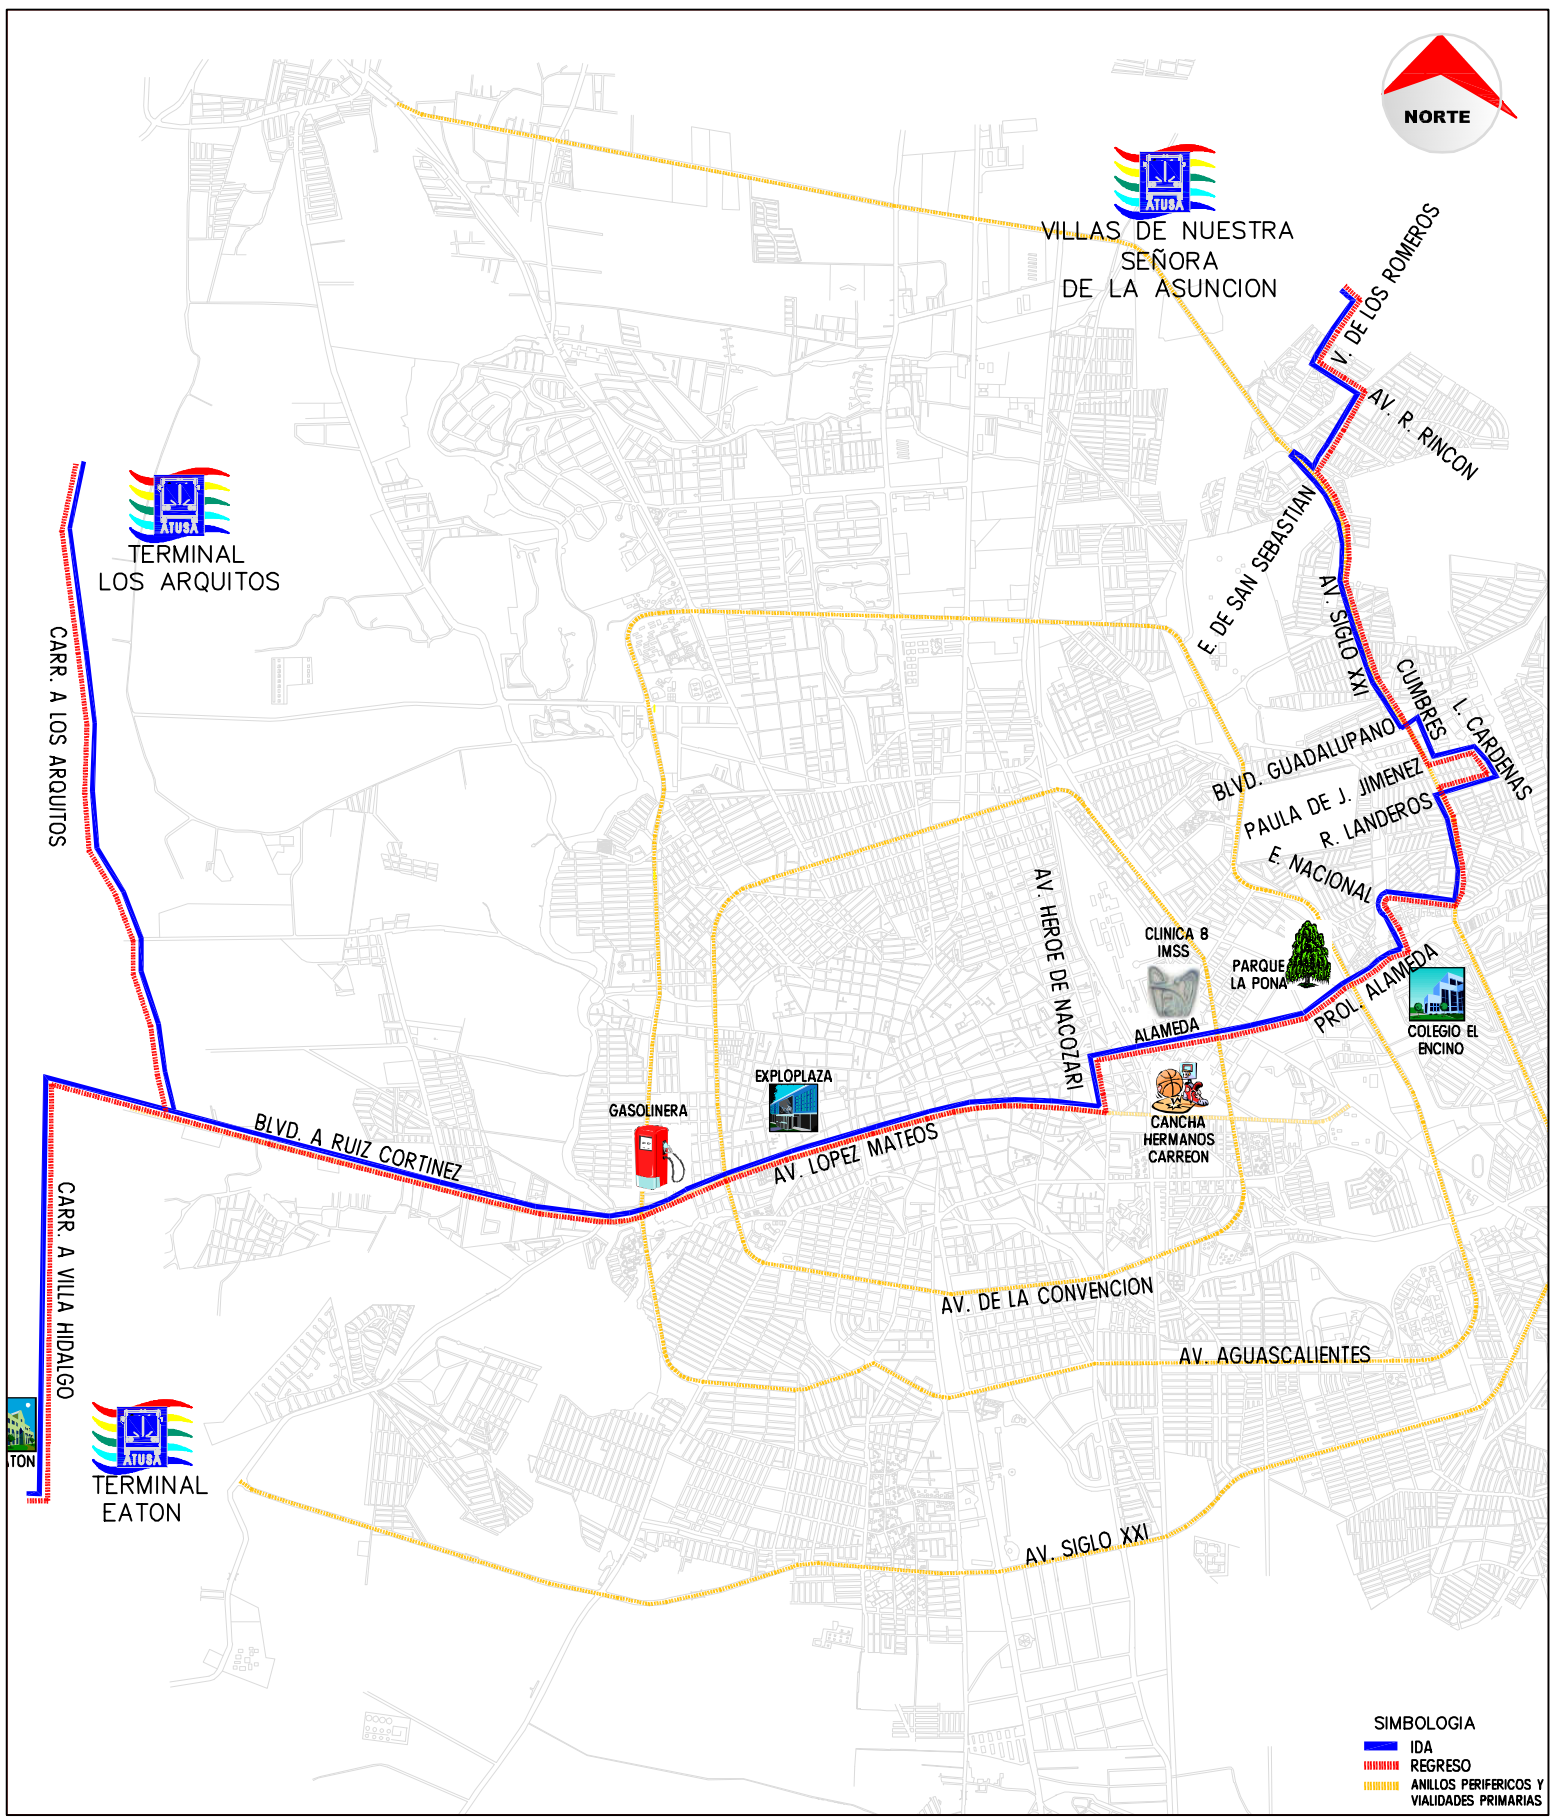 NORTE
ATUSA
VILLAS DE NUESTRA
SEÑORA
DE LA ASUNCION
V. DE LOS ROMEROS
AV. R. RINCON
ATUSA
TERMINAL
LOS ARQUITOS
E. DE SAN SEBASTIAN
AV. SIGLO XXI
CARR. A LOS ARQUITOS
CUMBRES
L. CARDENAS
BLVD. GUADALUPANO
PAULA DE J. JIMENEZ
R. LANDEROS
E. NACIONAL
AV. HEROE DE NACOZARI
CLINICA 8
IMSS
PARQUE
LA PONA
PROL. ALAMEDA
ALAMEDA
COLEGIO EL
ENCINO
EXPLOPLAZA
GASOLINERA
CANCHA
HERMANOS
CARREON
BLVD. A RUIZ CORTINEZ
AV. LOPEZ MATEOS
CARR. A VILLA HIDALGO
AV. DE LA CONVENCION
AV. AGUASCALIENTES
ATUSA
TERMINAL
EATON
ATON
AV. SIGLO XXI
SIMBOLOGIA
IDA
REGRESO
ANILLOS PERIFERICOS Y
VIALIDADES PRIMARIAS